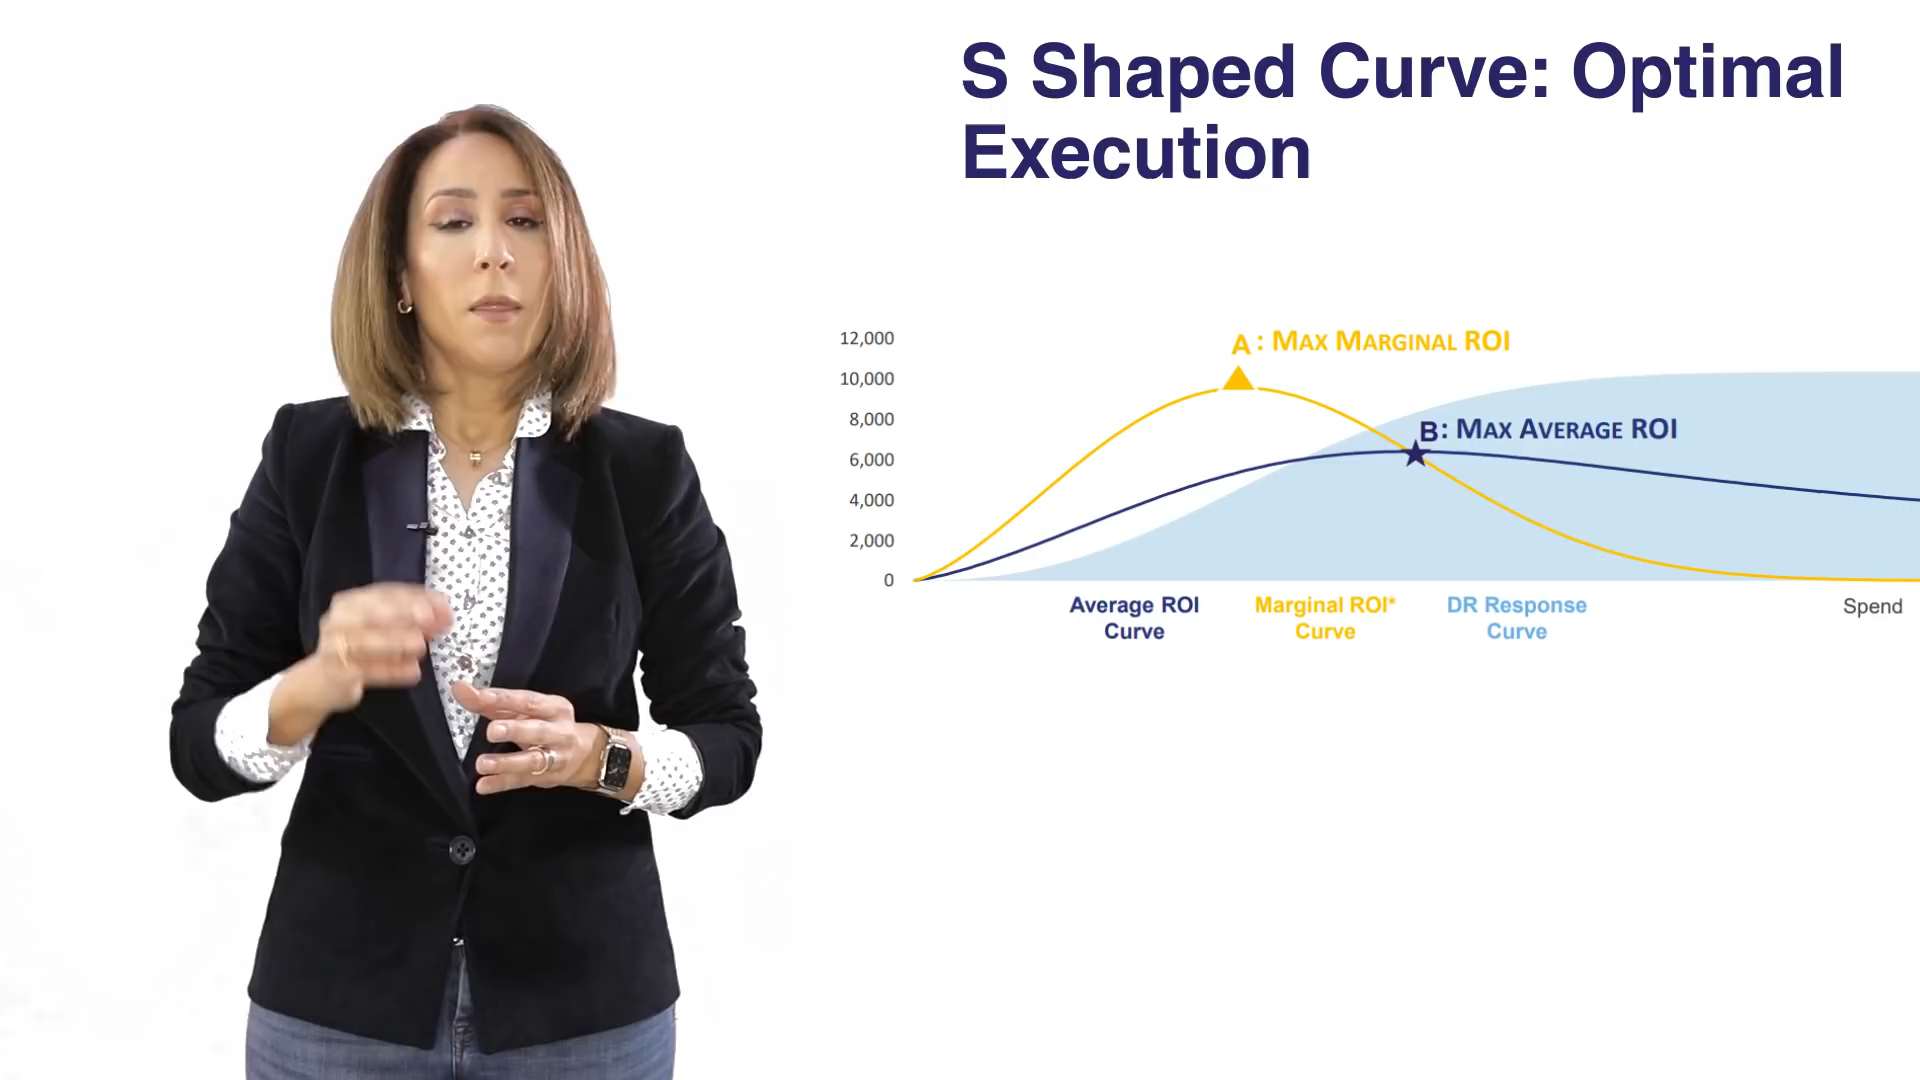 S Shaped Curve: Optimal
Execution
12,000
10,000
8,000
6,000
4,000
2,000
0
A : MAX MARGINAL ROI
B: MAX AVERAGE ROI
Average ROI
Curve
Marginal ROI*
Curve
DR Response
Curve
Spend